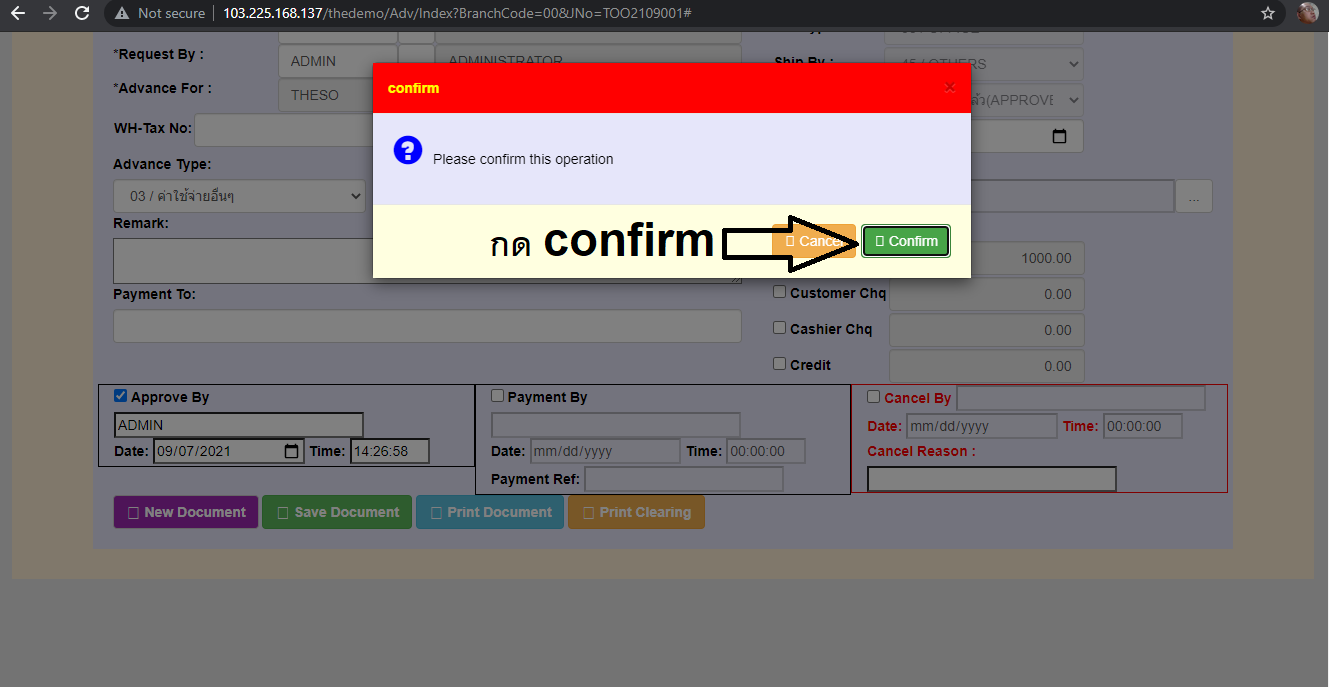 Not secure | 103.225.168.137/thedemo/Adv/Index?BranchCode=00&JNo=TOO2109001#
*Request By : ADMIN ADMINISTRATOR Ship By :
*Advance For : THESO
confirm ×
Please confirm this operation
กด confirm Cancel Confirm
WH-Tax No:
Advance Type:
03 / ค่าใช้จ่ายอื่นๆ ...
Remark:
1000.00
Payment To: Customer Chq 0.00
Cashier Chq 0.00
Credit 0.00
Approve By
ADMIN
Date: 09/07/2021 Time: 14:26:58
Payment By
Date: mm/dd/yyyy Time: 00:00:00
Payment Ref:
Cancel By
Date: mm/dd/yyyy Time: 00:00:00
Cancel Reason :
New Document Save Document Print Document Print Clearing